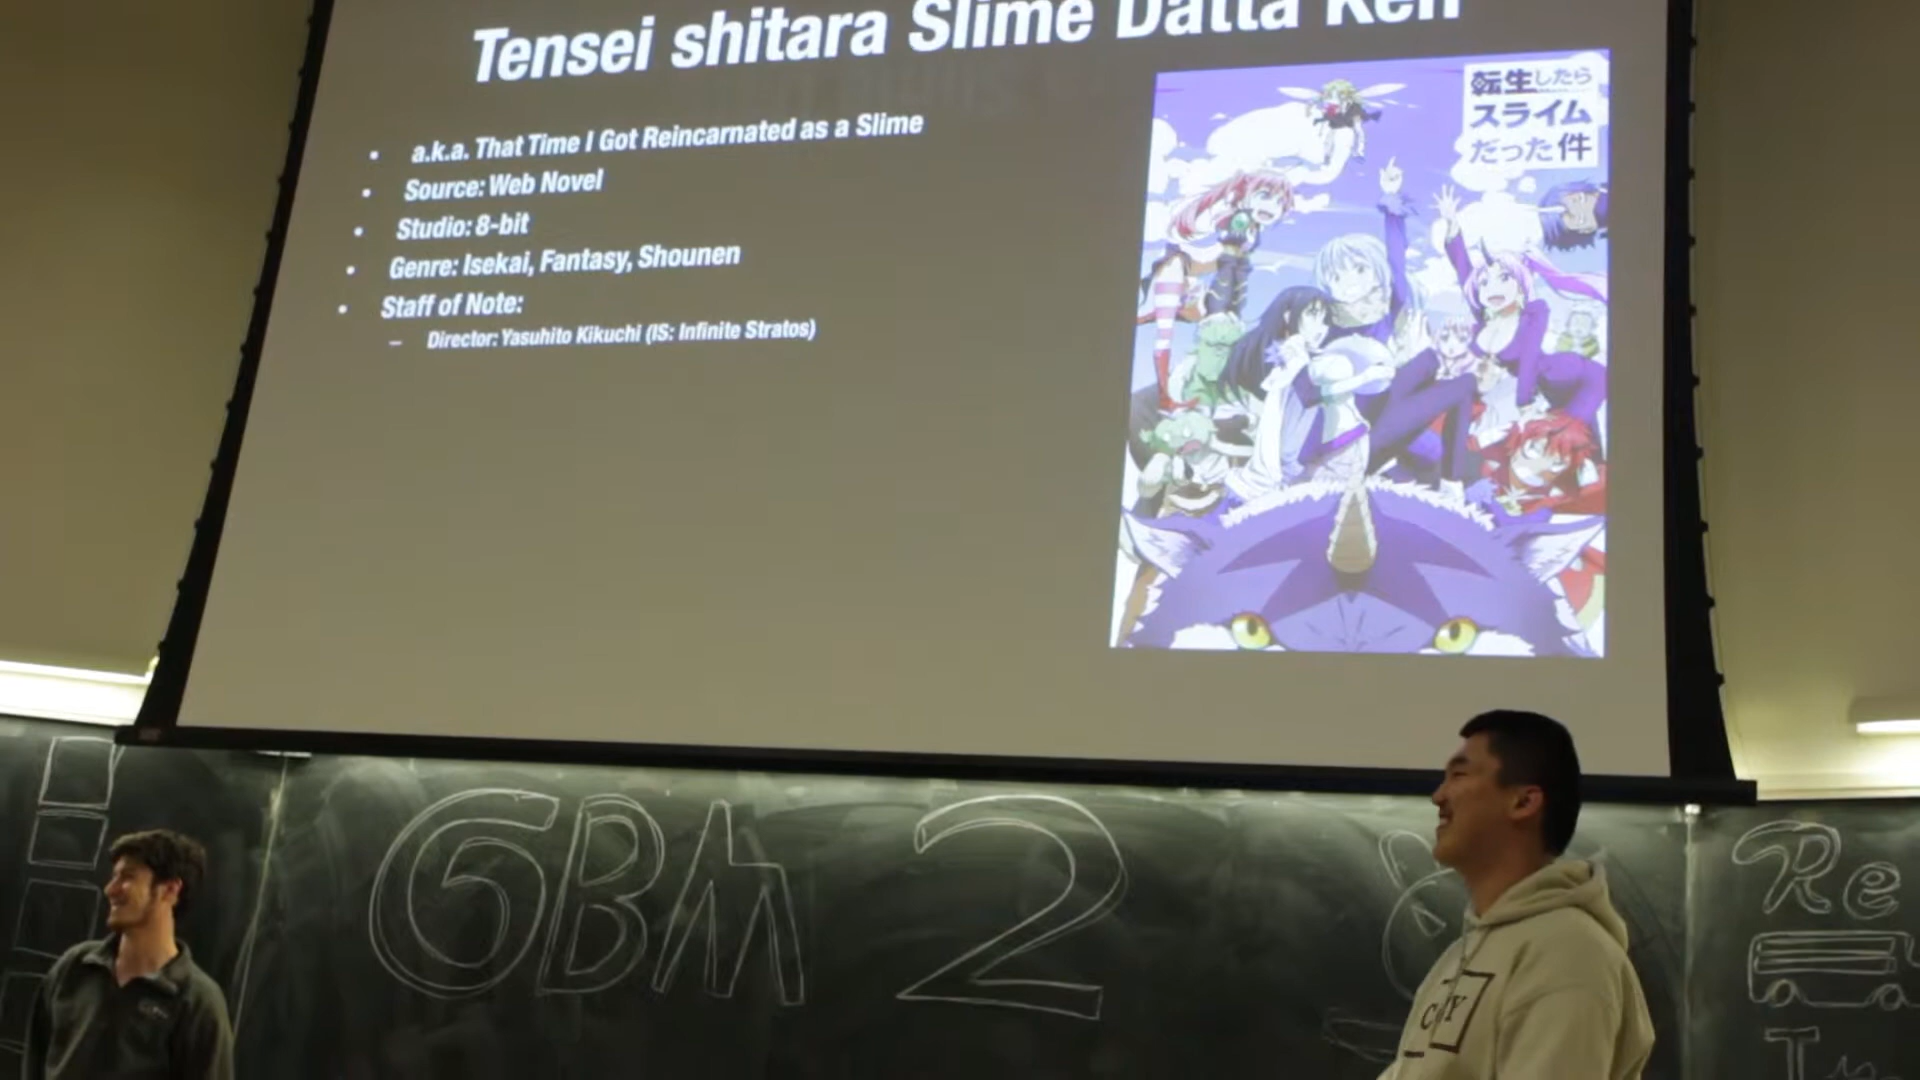 Tensei shitara Slime Datta Ken
a.k.a. That Time I Got Reincarnated as a Slime
Source: Web Novel
Studio: 8-bit
Genre: Isekai, Fantasy, Shounen
Staff of Note:
Director: Yasuhito Kikuchi (IS: Infinite Stratos)
転生したら
スライム
だった件
GBM 2
Re